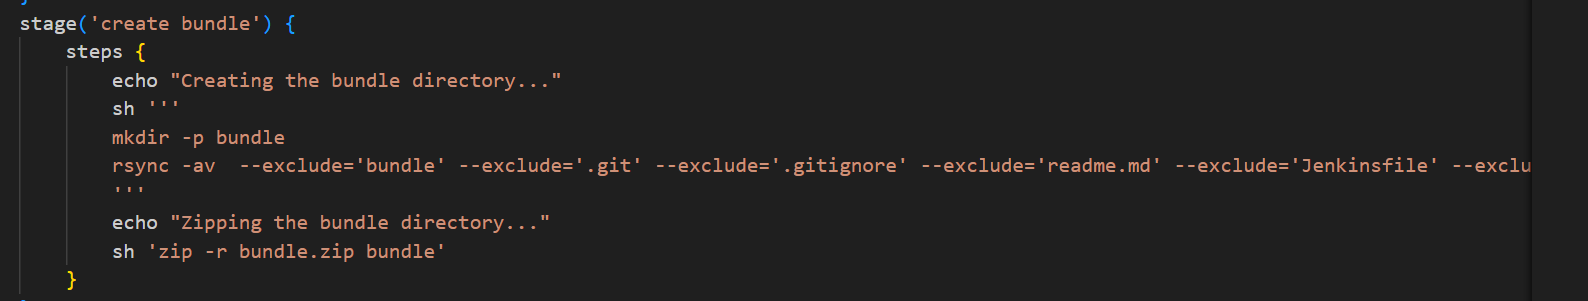 stage('create bundle') {
steps {
echo "Creating the bundle directory..."
sh '''
mkdir -p bundle
rsync -av  --exclude='bundle' --exclude='.git' --exclude='.gitignore' --exclude='readme.md' --exclude='Jenkinsfile' --exclu
'''
echo "Zipping the bundle directory..."
sh 'zip -r bundle.zip bundle'
}